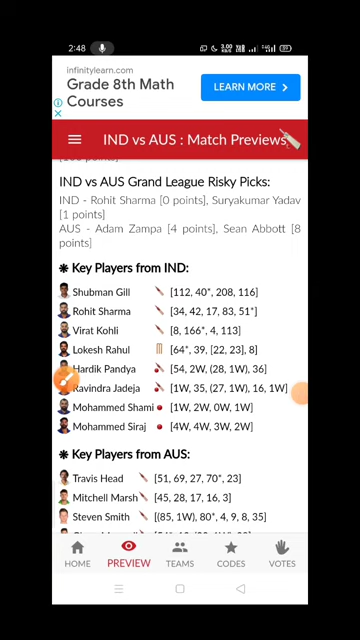 2:48
3.00
KB/S
37
infinitylearn.com
Grade 8th Math
Courses
LEARN MORE
IND vs AUS : Match Previews
IND vs AUS Grand League Risky Picks:
IND - Rohit Sharma [0 points], Suryakumar Yadav
[1 points]
AUS - Adam Zampa [4 points], Sean Abbott [8
points]
❋ Key Players from IND:
Shubman Gill [112, 40*, 208, 116]
Rohit Sharma [34, 42, 17, 83, 51*]
Virat Kohli [8, 166*, 4, 113]
Lokesh Rahul [64*, 39, [22, 23], 8]
Hardik Pandya [54, 2W, (28, 1W), 36]
Ravindra Jadeja [1W, 35, (27, 1W), 16, 1W]
Mohammed Shami [1W, 2W, 0W, 1W]
Mohammed Siraj [4W, 4W, 3W, 2W]
❋ Key Players from AUS:
Travis Head [51, 69, 27, 70*, 23]
Mitchell Marsh [45, 28, 17, 16, 3]
Steven Smith [(85, 1W), 80*, 4, 9, 8, 35]
HOME PREVIEW TEAMS CODES VOTES